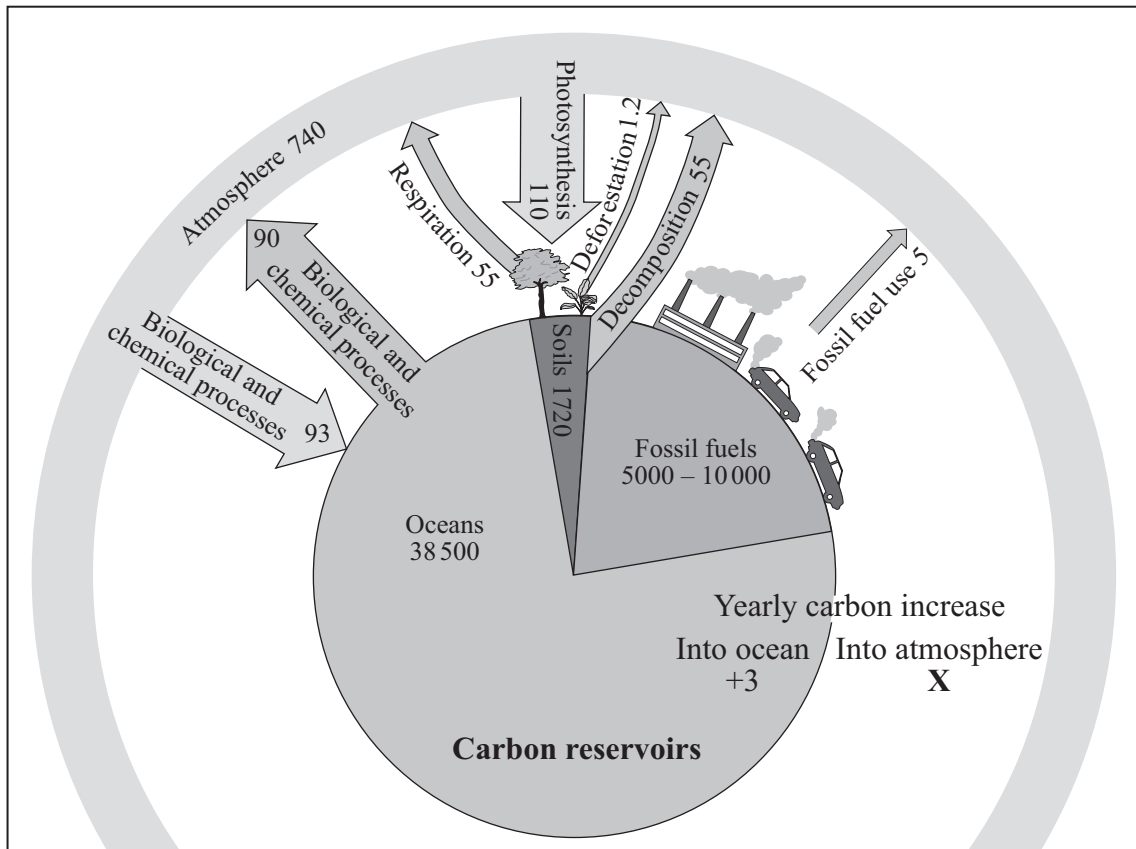 Atmosphere 740
Photosynthesis
110
Respiration 55
Deforestation 1.2
Decomposition 55
Fossil fuel use 5
90
Biological and
chemical processes
Biological and
chemical processes
93
Soils 1720
Fossil fuels
5000 – 10 000
Oceans
38 500
Yearly carbon increase
Into ocean Into atmosphere
+3 X
Carbon reservoirs